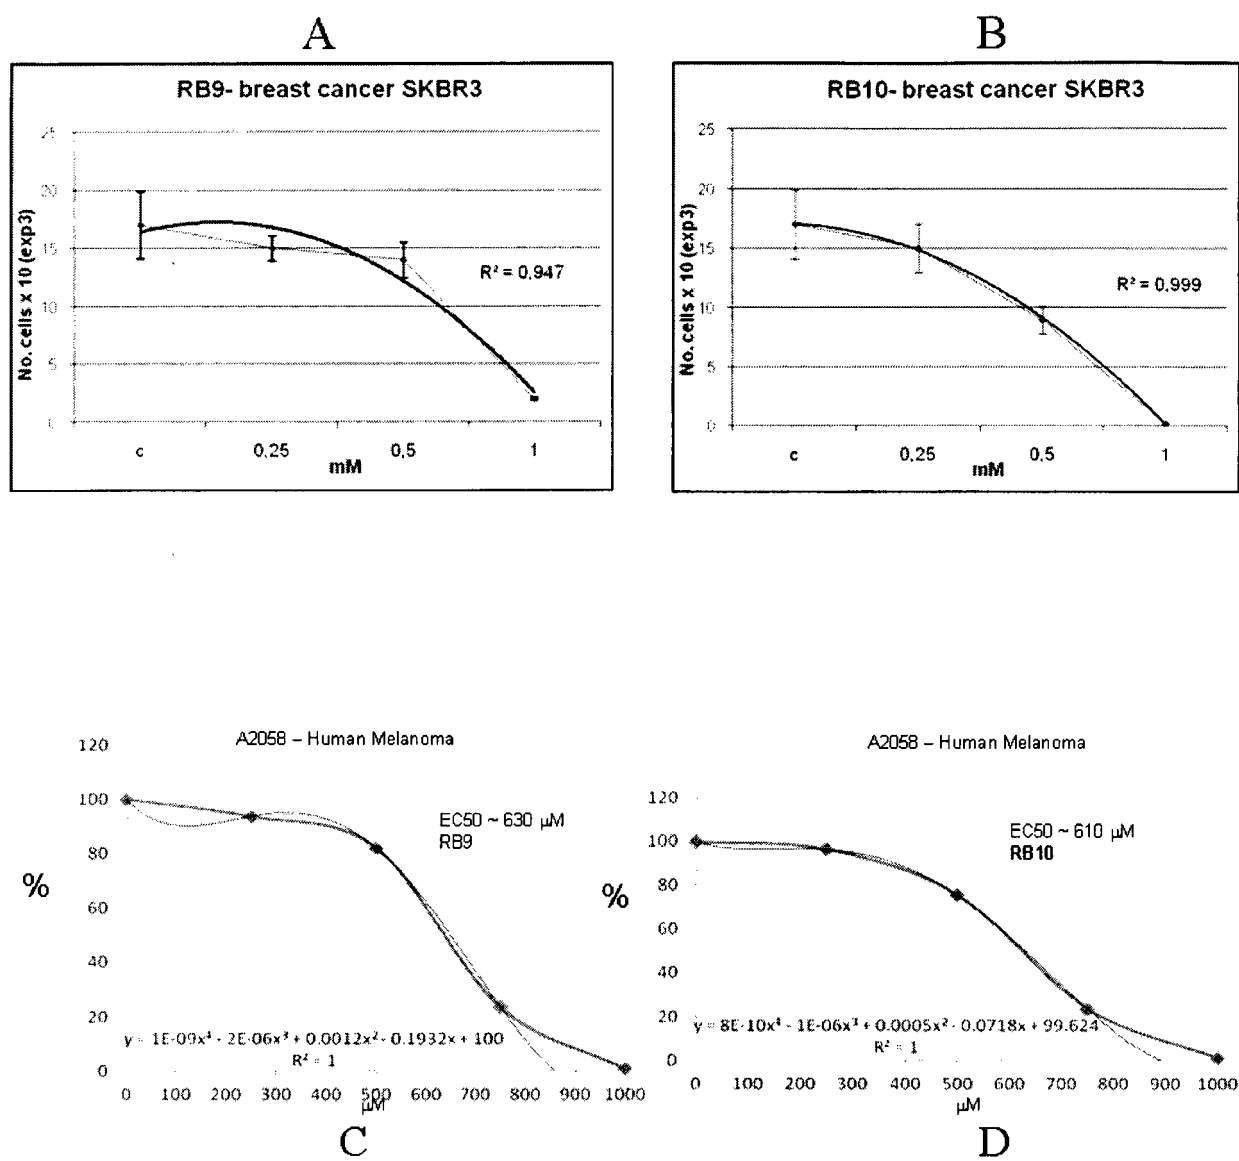 A
B
RB9- breast cancer SKBR3
No. cells x 10 (exp3)
25
20
15
10
5
0
R² = 0,947
c 0,25 0,5 1
mM
RB10- breast cancer SKBR3
No. cells x 10 (exp3)
25
20
15
10
5
0
R² = 0,999
c 0,25 0,5 1
mM
A2058 – Human Melanoma
%
120
100
80
60
40
20
0
EC50 ~ 630 µM
RB9
y = 1E-09x⁴ - 2E-06x³ + 0.0012x² - 0.1932x + 100
R² = 1
0 100 200 300 400 500 600 700 800 900 1000
µM
C
A2058 – Human Melanoma
%
120
100
80
60
40
20
0
EC50 ~ 610 µM
RB10
y = 8E-10x⁴ - 1E-06x³ + 0.0005x² - 0.0718x + 99.624
R² = 1
0 100 200 300 400 500 600 700 800 900 1000
µM
D